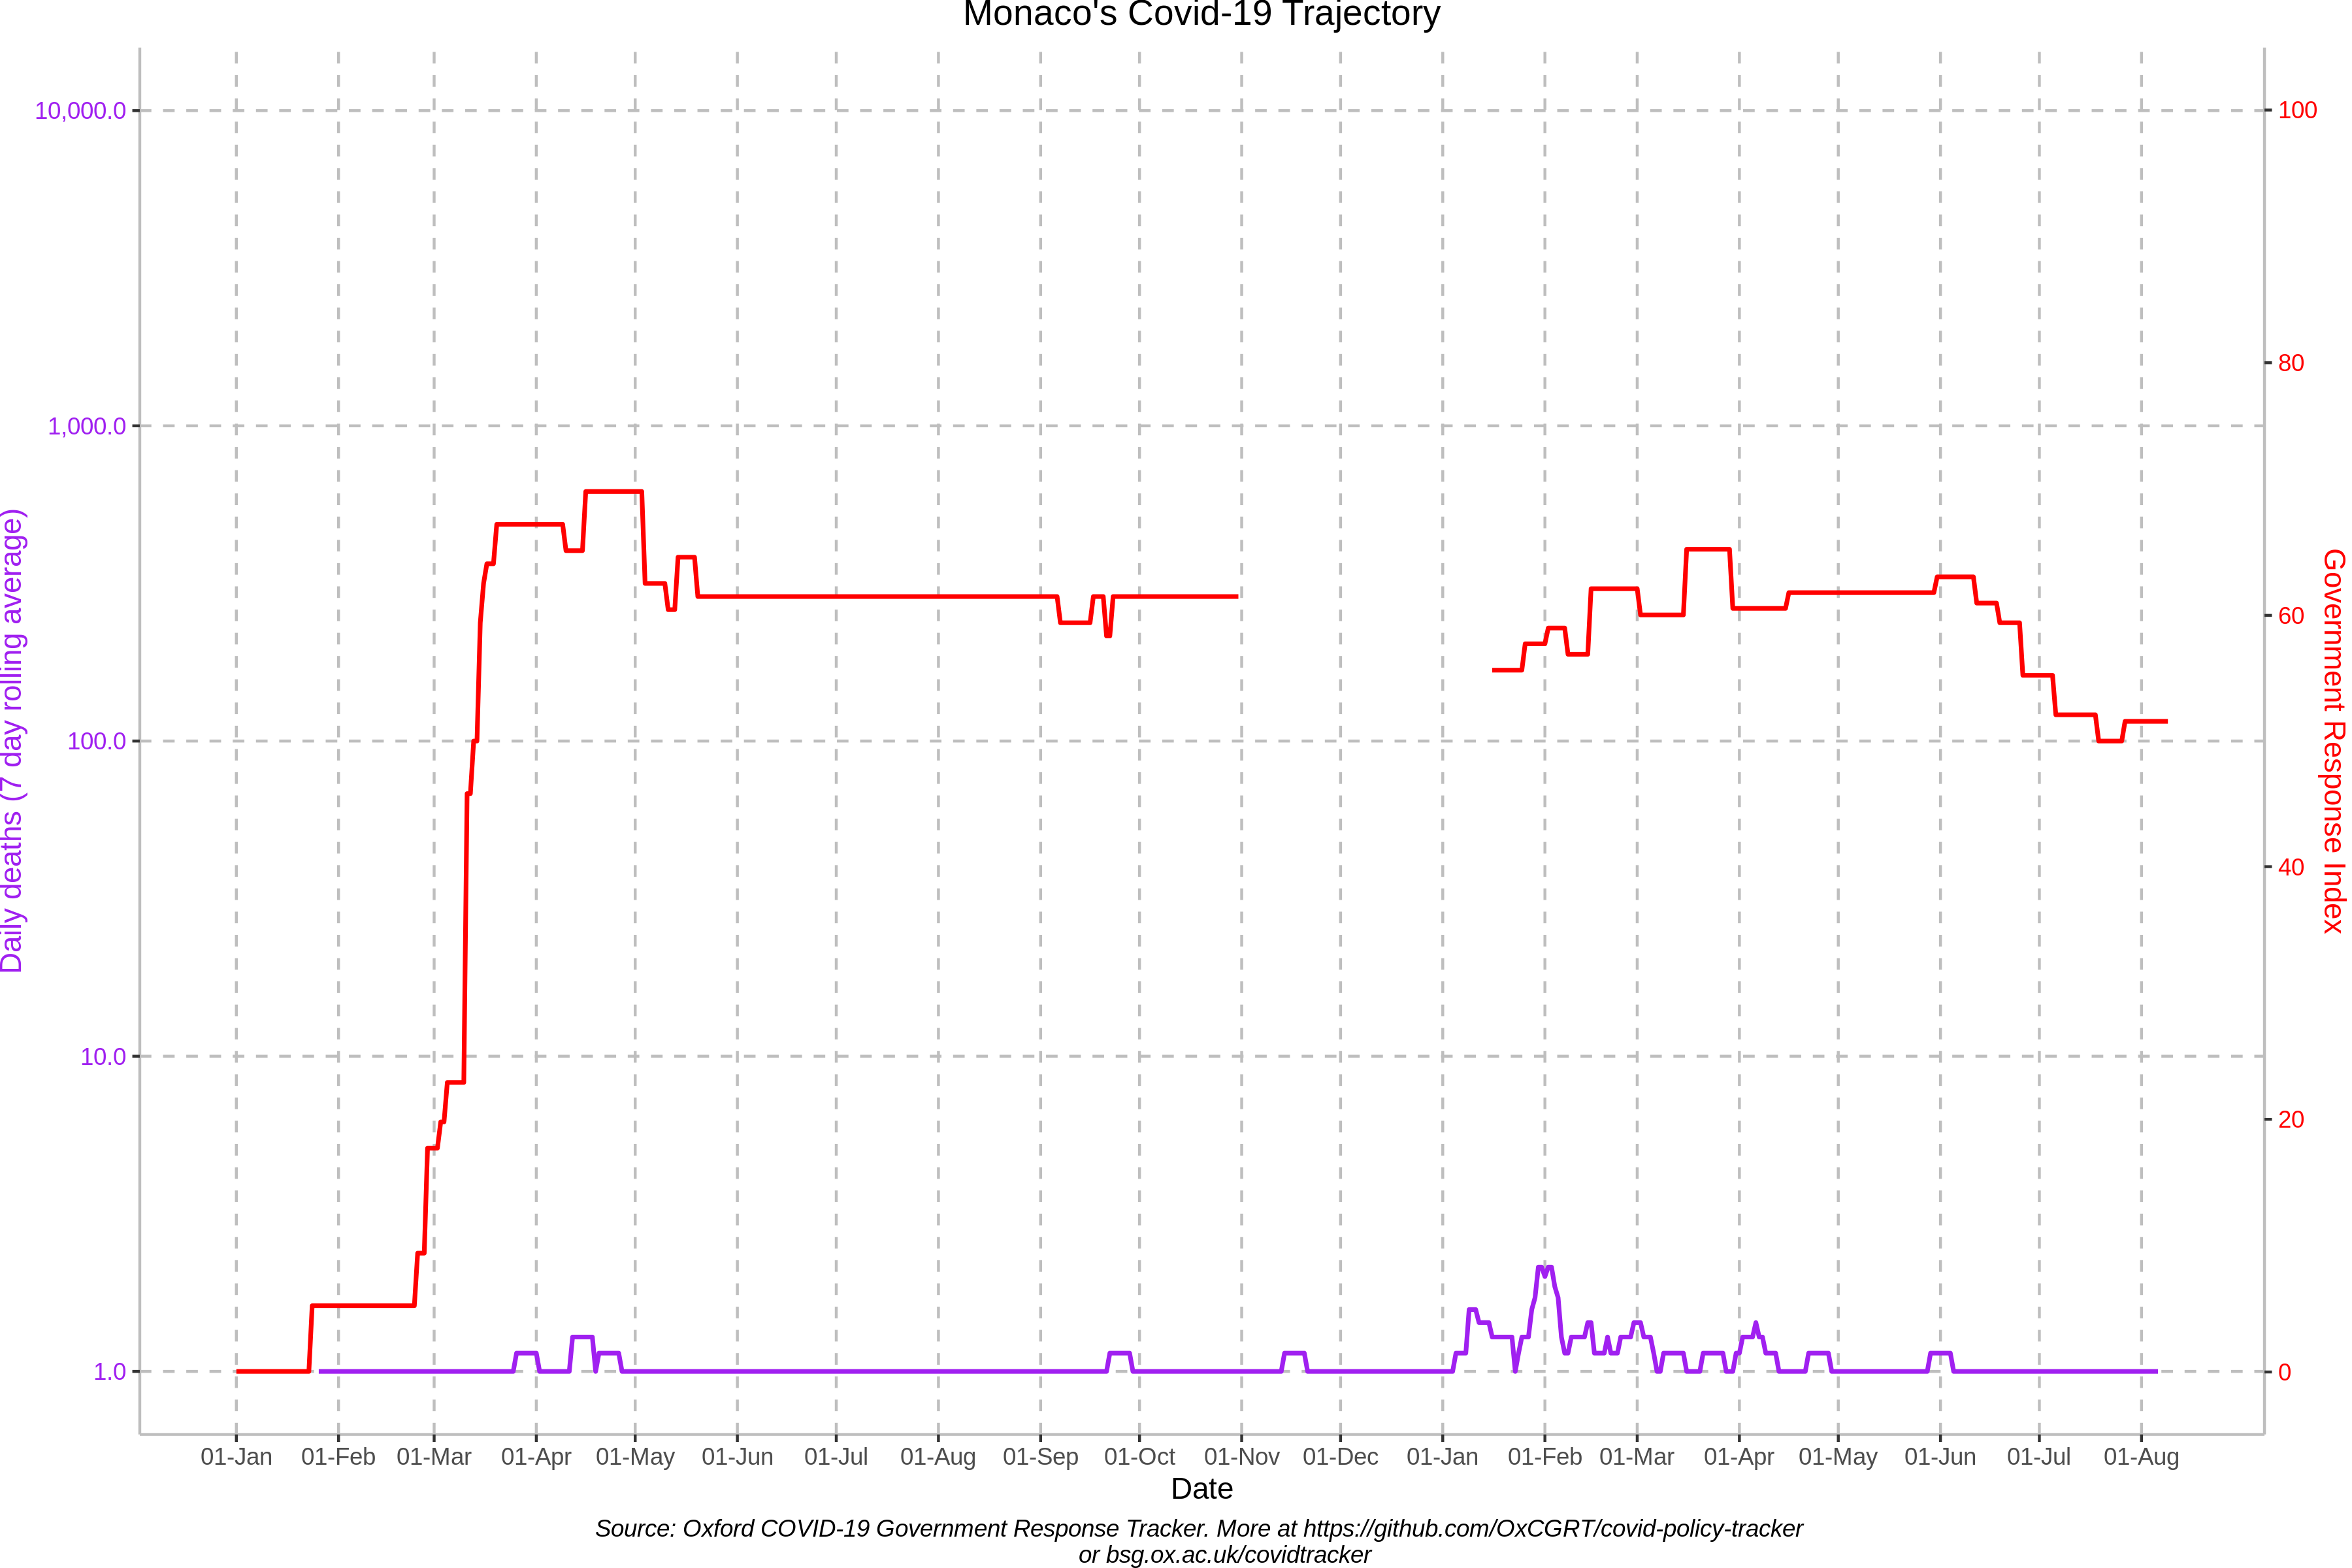 Monaco's Covid-19 Trajectory
10,000.0
1,000.0
100.0
10.0
1.0
Daily deaths (7 day rolling average)
100
80
60
40
20
0
Government Response Index
01-Jan 01-Feb 01-Mar 01-Apr 01-May 01-Jun 01-Jul 01-Aug 01-Sep 01-Oct 01-Nov 01-Dec 01-Jan 01-Feb 01-Mar 01-Apr 01-May 01-Jun 01-Jul 01-Aug
Date
Source: Oxford COVID-19 Government Response Tracker. More at https://github.com/OxCGRT/covid-policy-tracker
or bsg.ox.ac.uk/covidtracker